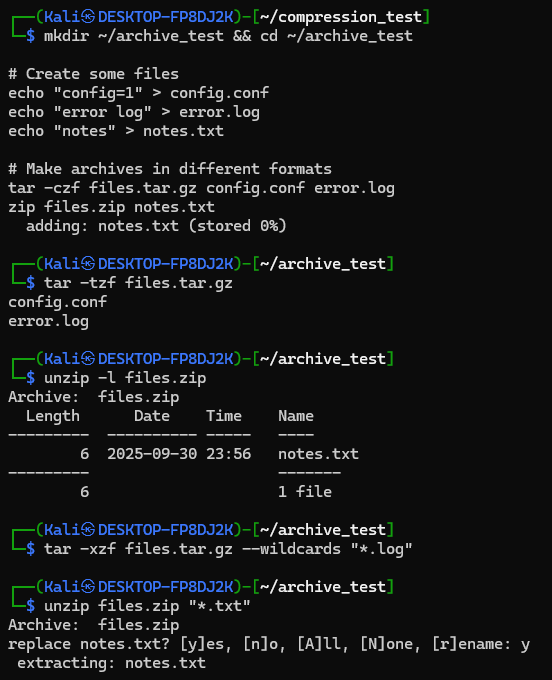 ┌──(Kali㉿DESKTOP-FP8DJ2K)-[~/compression_test]
└─$ mkdir ~/archive_test && cd ~/archive_test

# Create some files
echo "config=1" > config.conf
echo "error log" > error.log
echo "notes" > notes.txt

# Make archives in different formats
tar -czf files.tar.gz config.conf error.log
zip files.zip notes.txt
  adding: notes.txt (stored 0%)

┌──(Kali㉿DESKTOP-FP8DJ2K)-[~/archive_test]
└─$ tar -tzf files.tar.gz
config.conf
error.log

┌──(Kali㉿DESKTOP-FP8DJ2K)-[~/archive_test]
└─$ unzip -l files.zip
Archive:  files.zip
  Length      Date    Time    Name
---------  ---------- -----   ----
        6  2025-09-30 23:56   notes.txt
---------                     -------
        6                     1 file

┌──(Kali㉿DESKTOP-FP8DJ2K)-[~/archive_test]
└─$ tar -xzf files.tar.gz --wildcards "*.log"

┌──(Kali㉿DESKTOP-FP8DJ2K)-[~/archive_test]
└─$ unzip files.zip "*.txt"
Archive:  files.zip
replace notes.txt? [y]es, [n]o, [A]ll, [N]one, [r]ename: y
 extracting: notes.txt